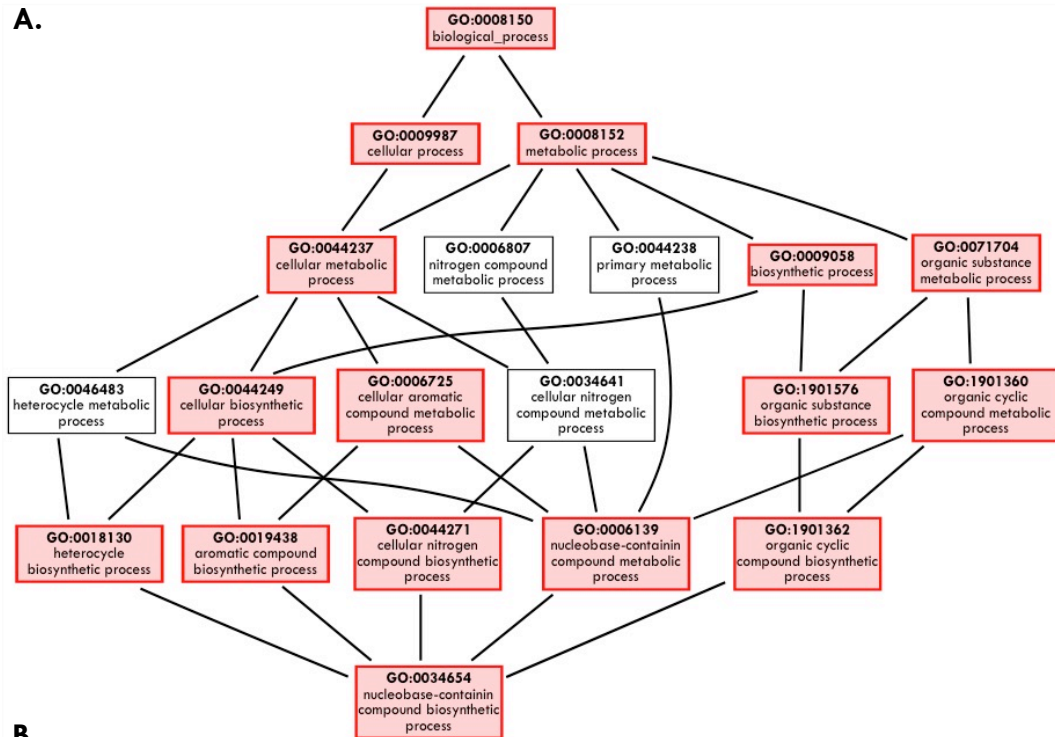 A.
GO:0008150
biological_process
GO:0009987
cellular process
GO:0008152
metabolic process
GO:0044237
cellular metabolic
process
GO:0006807
nitrogen compound
metabolic process
GO:0044238
primary metabolic
process
GO:0009058
biosynthetic process
GO:0071704
organic substance
metabolic process
GO:0046483
heterocycle metabolic
process
GO:0044249
cellular biosynthetic
process
GO:0006725
cellular aromatic
compound metabolic
process
GO:0034641
cellular nitrogen
compound metabolic
process
GO:1901576
organic substance
biosynthetic process
GO:1901360
organic cyclic
compound metabolic
process
GO:0018130
heterocycle
biosynthetic process
GO:0019438
aromatic compound
biosynthetic process
GO:0044271
cellular nitrogen
compound biosynthetic
process
GO:0006139
nucleobase-containin
compound metabolic
process
GO:1901362
organic cyclic
compound biosynthetic
process
GO:0034654
nucleobase-containin
compound biosynthetic
process
B